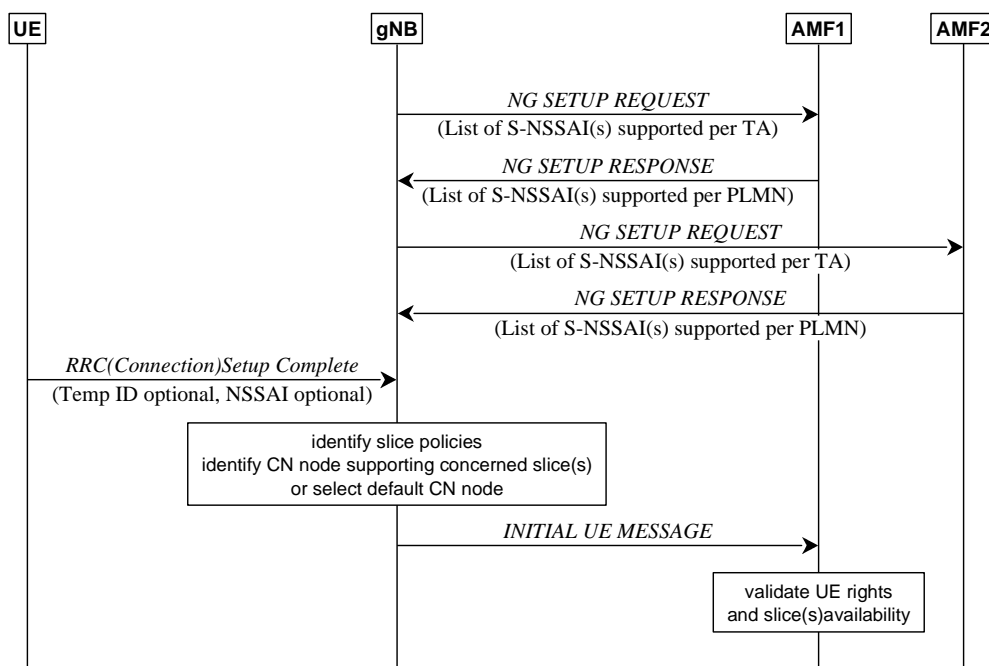 UE gNB AMF1 AMF2
NG SETUP REQUEST
(List of S-NSSAI(s) supported per TA)
NG SETUP RESPONSE
(List of S-NSSAI(s) supported per PLMN)
NG SETUP REQUEST
(List of S-NSSAI(s) supported per TA)
NG SETUP RESPONSE
(List of S-NSSAI(s) supported per PLMN)
RRC(Connection)Setup Complete
(Temp ID optional, NSSAI optional)
identify slice policies
identify CN node supporting concerned slice(s)
or select default CN node
INITIAL UE MESSAGE
validate UE rights
and slice(s)availability